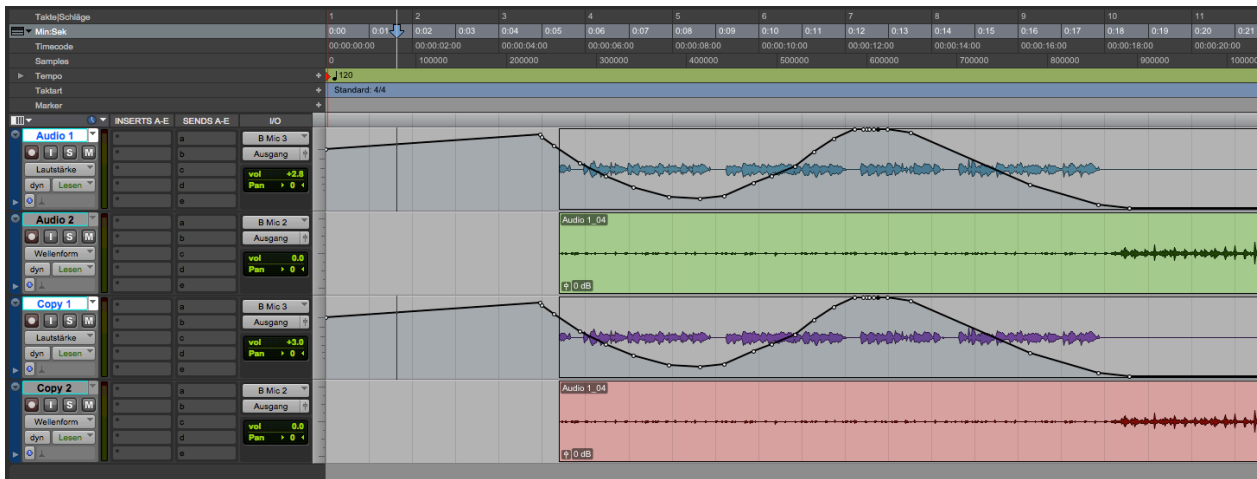 Takte|Schläge 1 2 3 4 5 6 7 8 9 10 11
Min:Sek 0:00 0:01 0:02 0:03 0:04 0:05 0:06 0:07 0:08 0:09 0:10 0:11 0:12 0:13 0:14 0:15 0:16 0:17 0:18 0:19 0:20 0:21
Timecode 00:00:00:00 00:00:02:00 00:00:04:00 00:00:06:00 00:00:08:00 00:00:10:00 00:00:12:00 00:00:14:00 00:00:16:00 00:00:18:00 00:00:20:00
Samples 0 100000 200000 300000 400000 500000 600000 700000 800000 900000 100000
Tempo + 120
Taktart + Standard: 4/4
Marker +
INSERTS A-E SENDS A-E I/O
Audio 1 a B Mic 3
I S M b Ausgang
Lautstärke c vol +2.8
dyn Lesen d Pan 0
e
Audio 2 a B Mic 2 Audio 1_04
I S M b Ausgang
Wellenform c vol 0.0
dyn Lesen d Pan 0
e 0 dB
Copy 1 a B Mic 3
I S M b Ausgang
Lautstärke c vol +3.0
dyn Lesen d Pan 0
e
Copy 2 a B Mic 2 Audio 1_04
I S M b Ausgang
Wellenform c vol 0.0
dyn Lesen d Pan 0
e 0 dB